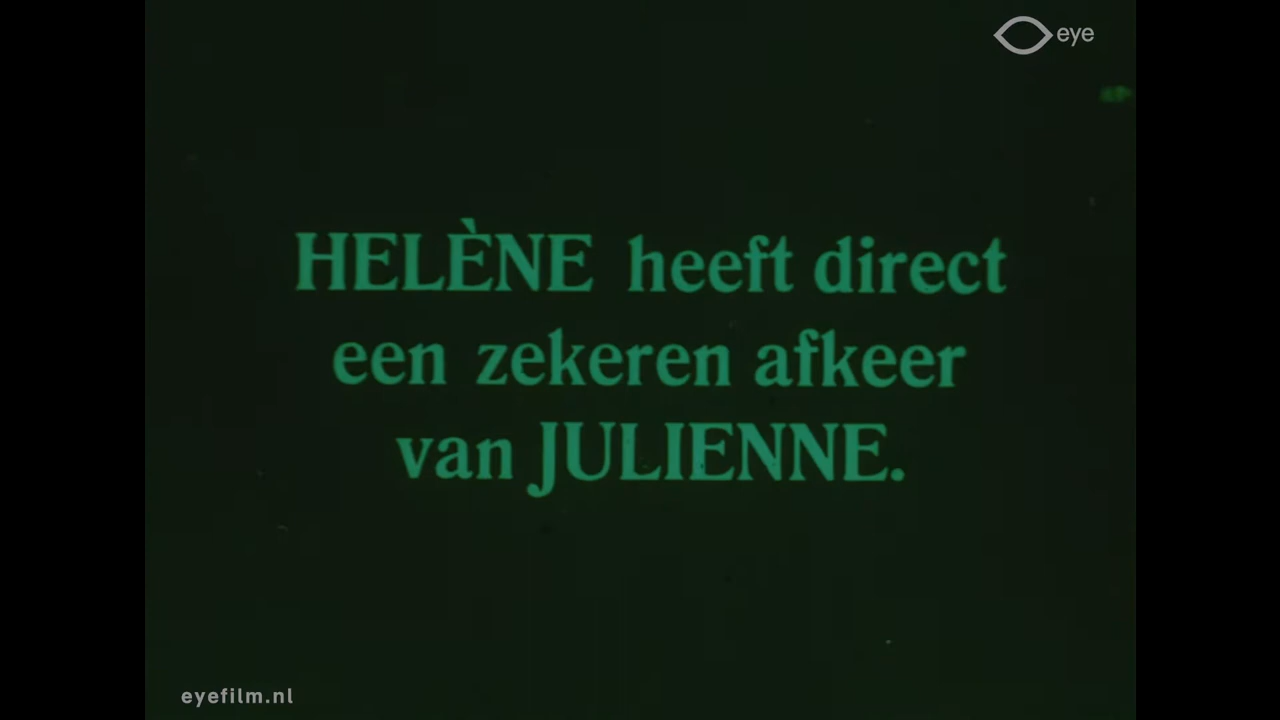 eye
HELÈNE heeft direct
een zekeren afkeer
van JULIENNE.
eyefilm.nl